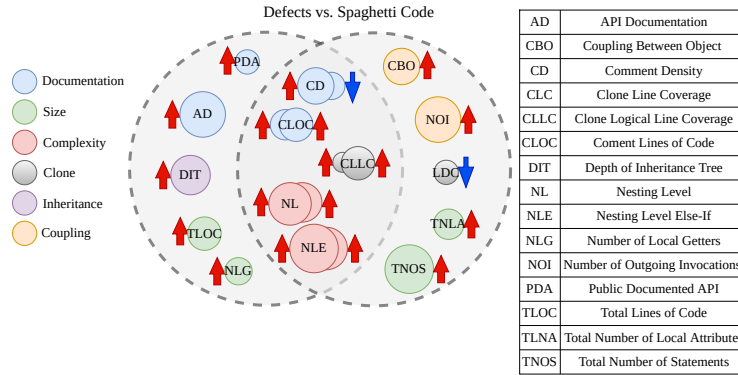 Defects vs. Spaghetti Code
Documentation
Size
Complexity
Clone
Inheritance
Coupling
PDA
AD
DIT
TLOC
NLG
CD
CLOC
CLLC
NL
NLE
CBO
NOI
LDC
TNLA
TNOS
AD API Documentation
CBO Coupling Between Object
CD Comment Density
CLC Clone Line Coverage
CLLC Clone Logical Line Coverage
CLOC Coment Lines of Code
DIT Depth of Inheritance Tree
NL Nesting Level
NLE Nesting Level Else-If
NLG Number of Local Getters
NOI Number of Outgoing Invocations
PDA Public Documented API
TLOC Total Lines of Code
TLNA Total Number of Local Attribute
TNOS Total Number of Statements